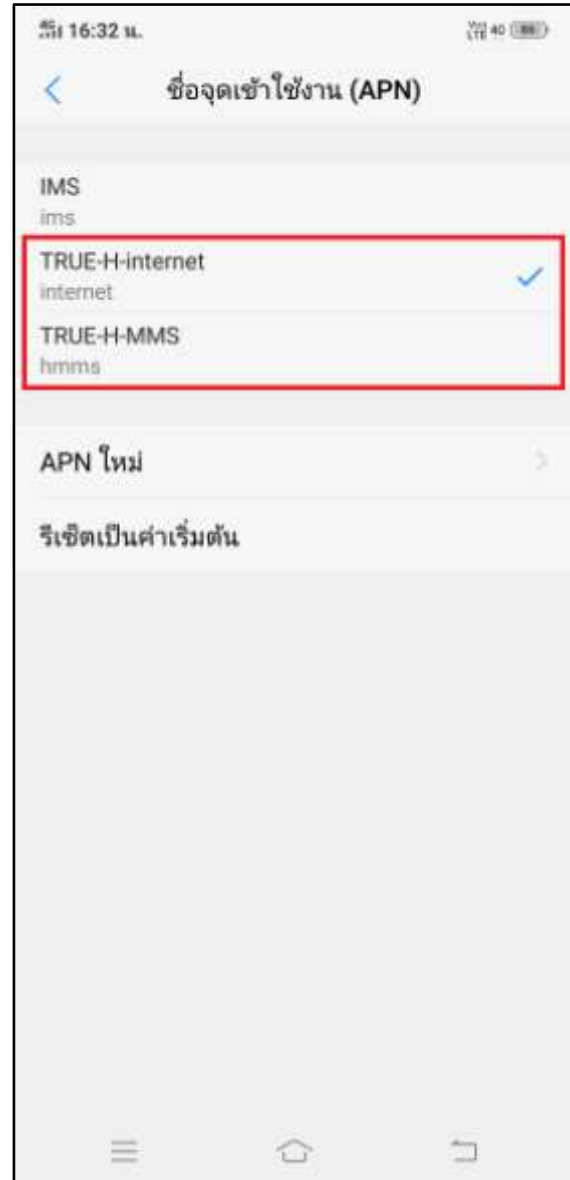 16:32 น.
ชื่อจุดเข้าใช้งาน (APN)
IMS
ims
TRUE-H-internet
internet
TRUE-H-MMS
hmms
APN ใหม่
รีเซ็ตเป็นค่าเริ่มต้น